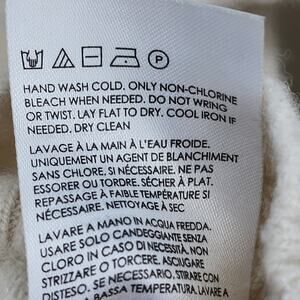 P
HAND WASH COLD. ONLY NON-CHLORINE
BLEACH WHEN NEEDED. DO NOT WRING
OR TWIST. LAY FLAT TO DRY. COOL IRON IF
NEEDED. DRY CLEAN
LAVAGE À LA MAIN À L'EAU FROIDE.
UNIQUEMENT UN AGENT DE BLANCHIMENT
SANS CHLORE, SI NÉCESSAIRE. NE PAS
ESSORER OU TORDRE. SÉCHER À PLAT.
REPASSAGE À FAIBLE TEMPÉRATURE SI
NÉCESSAIRE. NETTOYAGE À SEC
LAVARE A MANO IN ACQUA FREDDA.
USARE SOLO CANDEGGIANTE SENZA
CLORO IN CASO DI NECESSITÀ. NON
STRIZZARE O TORCERE. ASCIUGARE
DISTESO. SE NECESSARIO, STIRARE CON
A BASSA TEMPERATURA. LAVARE A